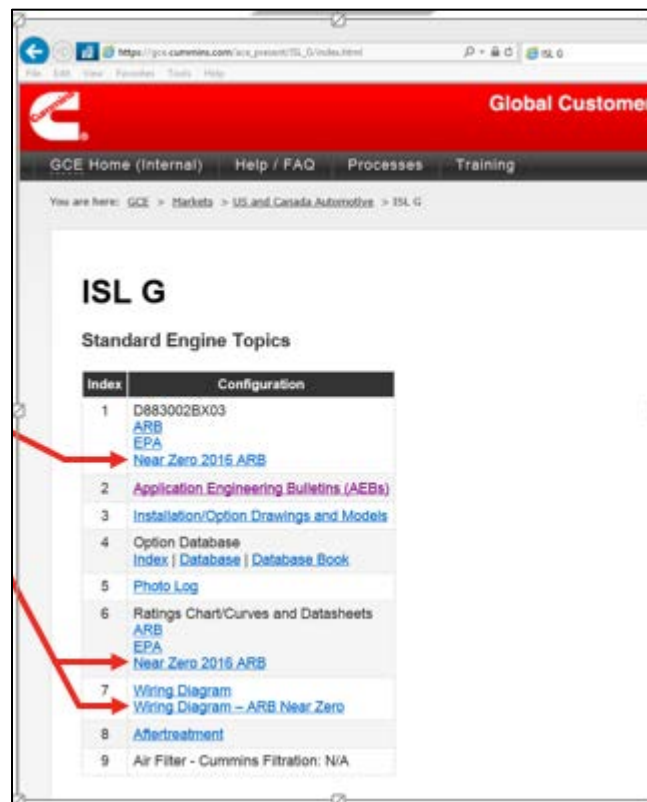 https://gce.cummins.com/ace_present/ISL_G/index.html
ISL G
File Edit View Favorites Tools Help
Cummins
Global Customer
GCE Home (Internal) Help / FAQ Processes Training
You are here: GCE > Markets > US and Canada Automotive > ISL G
ISL G
Standard Engine Topics
Index Configuration
1 D883002BX03
ARB
EPA
Near Zero 2016 ARB
2 Application Engineering Bulletins (AEBs)
3 Installation/Option Drawings and Models
4 Option Database
Index | Database | Database Book
5 Photo Log
6 Ratings Chart/Curves and Datasheets
ARB
EPA
Near Zero 2016 ARB
7 Wiring Diagram
Wiring Diagram – ARB Near Zero
8 Aftertreatment
9 Air Filter - Cummins Filtration: N/A